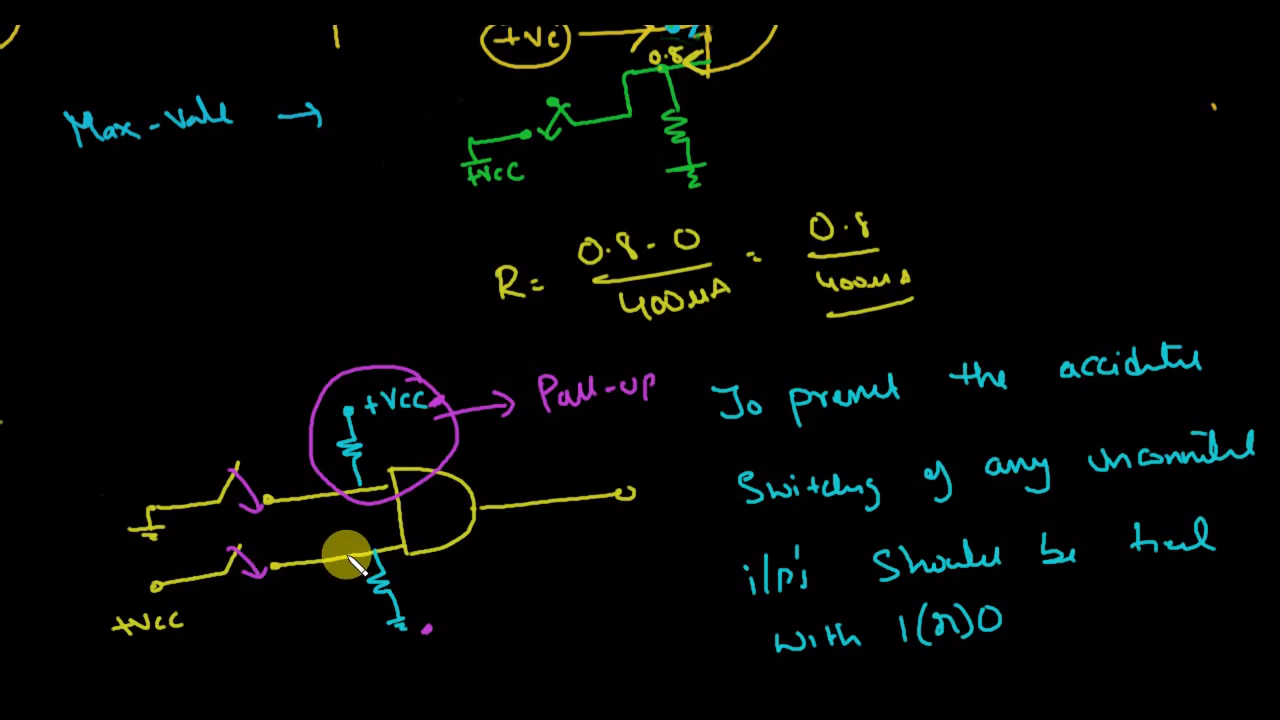 +Vc
0.8
Max-Vale →
+Vcc
R = 0.8 - 0 / 400μA = 0.8 / 400μA
+Vcc → Pull-up
To prevent the accidental
Switching of any unconnected
i/p's should be tied
with 1(or)0
+Vcc